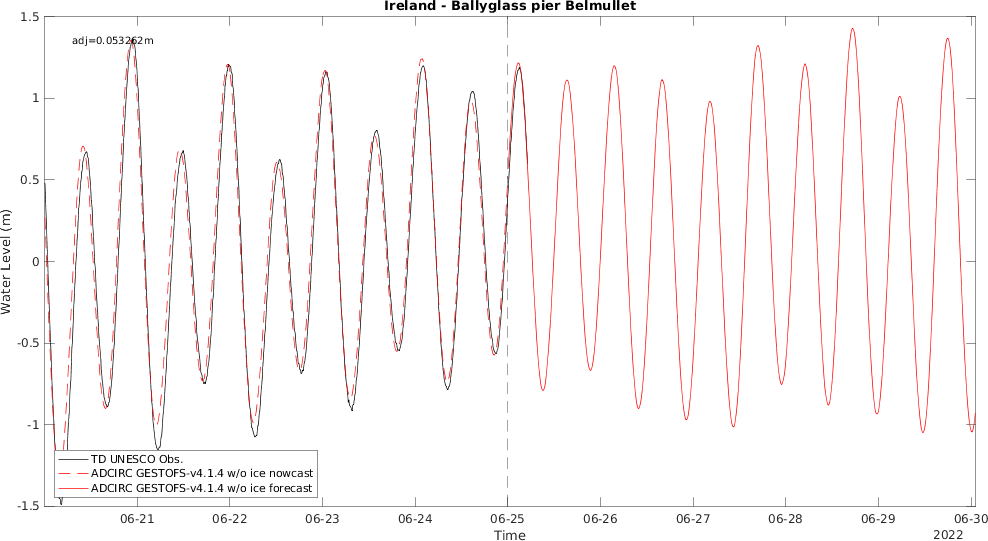 Ireland - Ballyglass pier Belmullet
adj=0.053262m
1.5
1
0.5
0
-0.5
-1
-1.5
Water Level (m)
TD UNESCO Obs.
ADCIRC GESTOFS-v4.1.4 w/o ice nowcast
ADCIRC GESTOFS-v4.1.4 w/o ice forecast
06-21 06-22 06-23 06-24 06-25 06-26 06-27 06-28 06-29 06-30
Time
2022